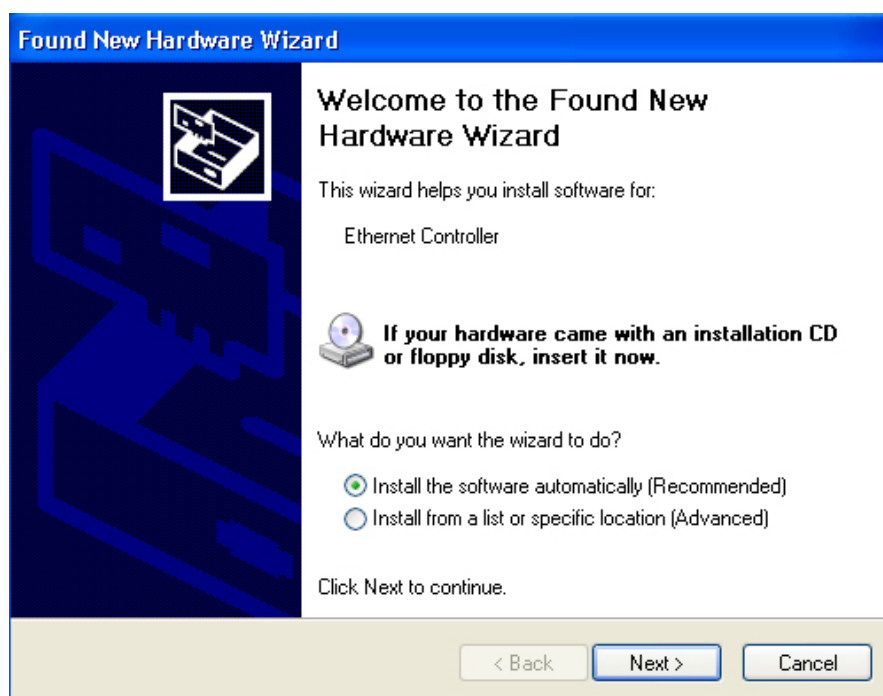 Found New Hardware Wizard
Welcome to the Found New
Hardware Wizard
This wizard helps you install software for:
Ethernet Controller
If your hardware came with an installation CD
or floppy disk, insert it now.
What do you want the wizard to do?
Install the software automatically (Recommended)
Install from a list or specific location (Advanced)
Click Next to continue.
< Back Next > Cancel